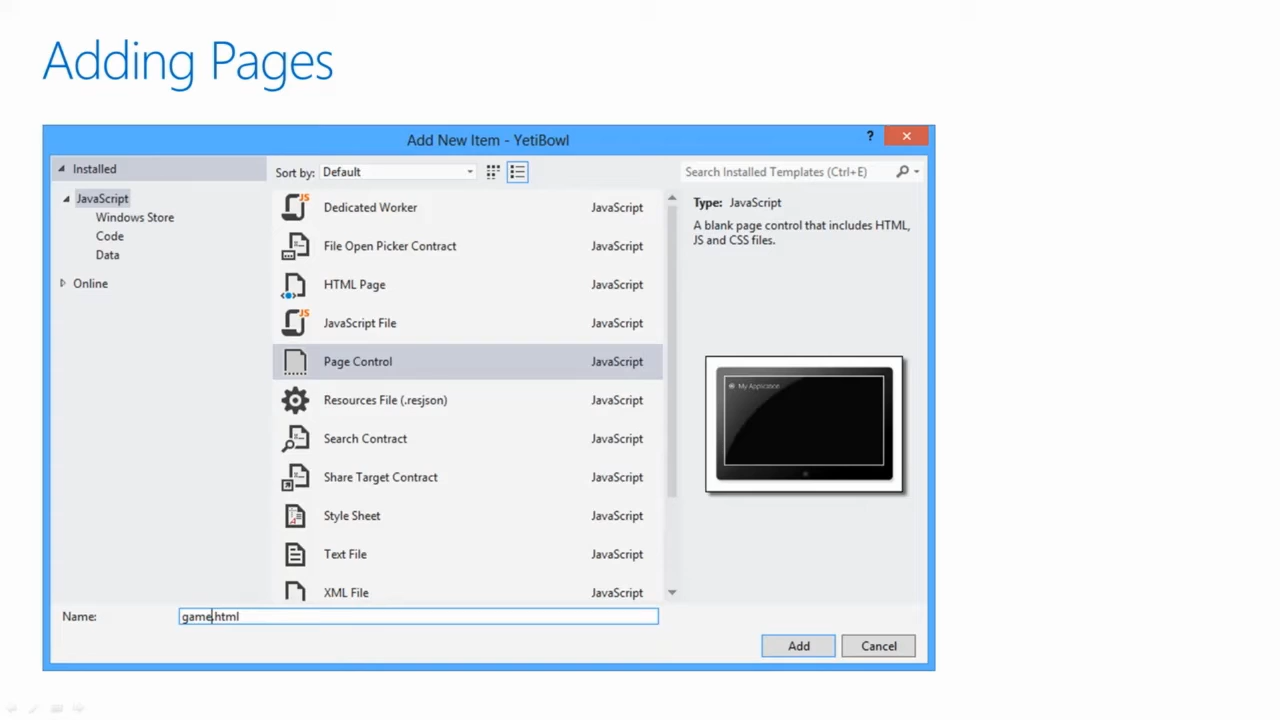 Adding Pages
Add New Item - YetiBowl
?
Installed
Sort by: Default
Search Installed Templates (Ctrl+E)
JavaScript
Windows Store
Code
Data
Online
Dedicated Worker JavaScript
File Open Picker Contract JavaScript
HTML Page JavaScript
JavaScript File JavaScript
Page Control JavaScript
Resources File (.resjson) JavaScript
Search Contract JavaScript
Share Target Contract JavaScript
Style Sheet JavaScript
Text File JavaScript
XML File JavaScript
Type: JavaScript
A blank page control that includes HTML,
JS and CSS files.
My Application
Name: game.html
Add Cancel